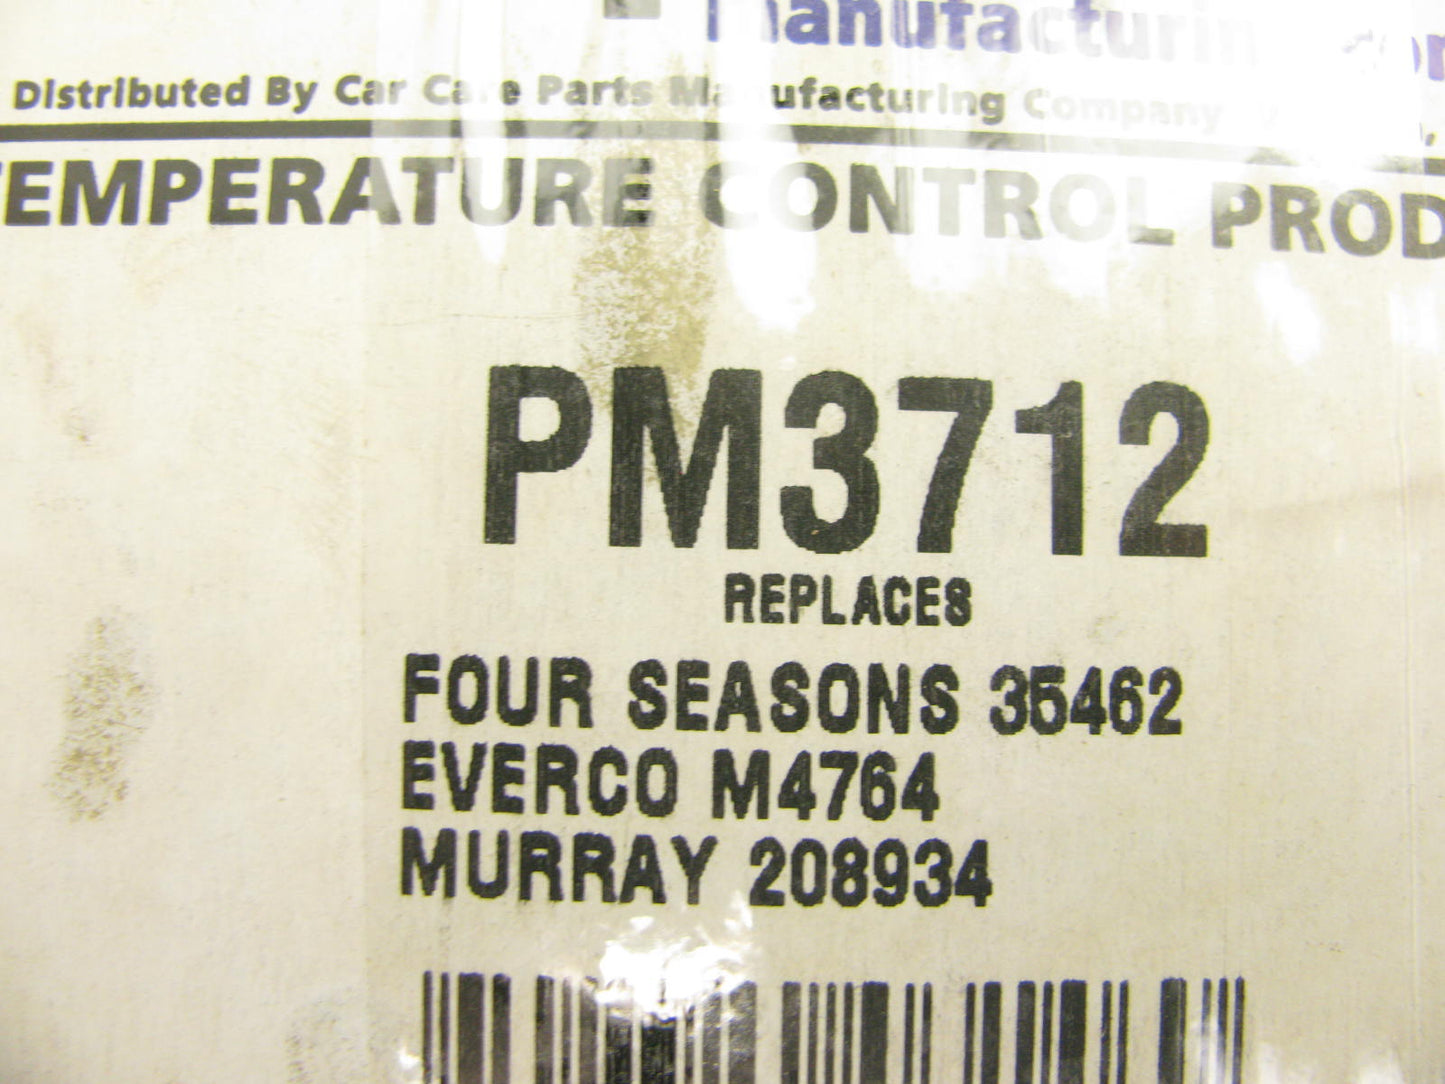 manufacturin
Distributed By Car Care Parts Manufacturing Company
TEMPERATURE CONTROL PROD
PM3712
REPLACES
FOUR SEASONS 35462
EVERCO M4764
MURRAY 208934